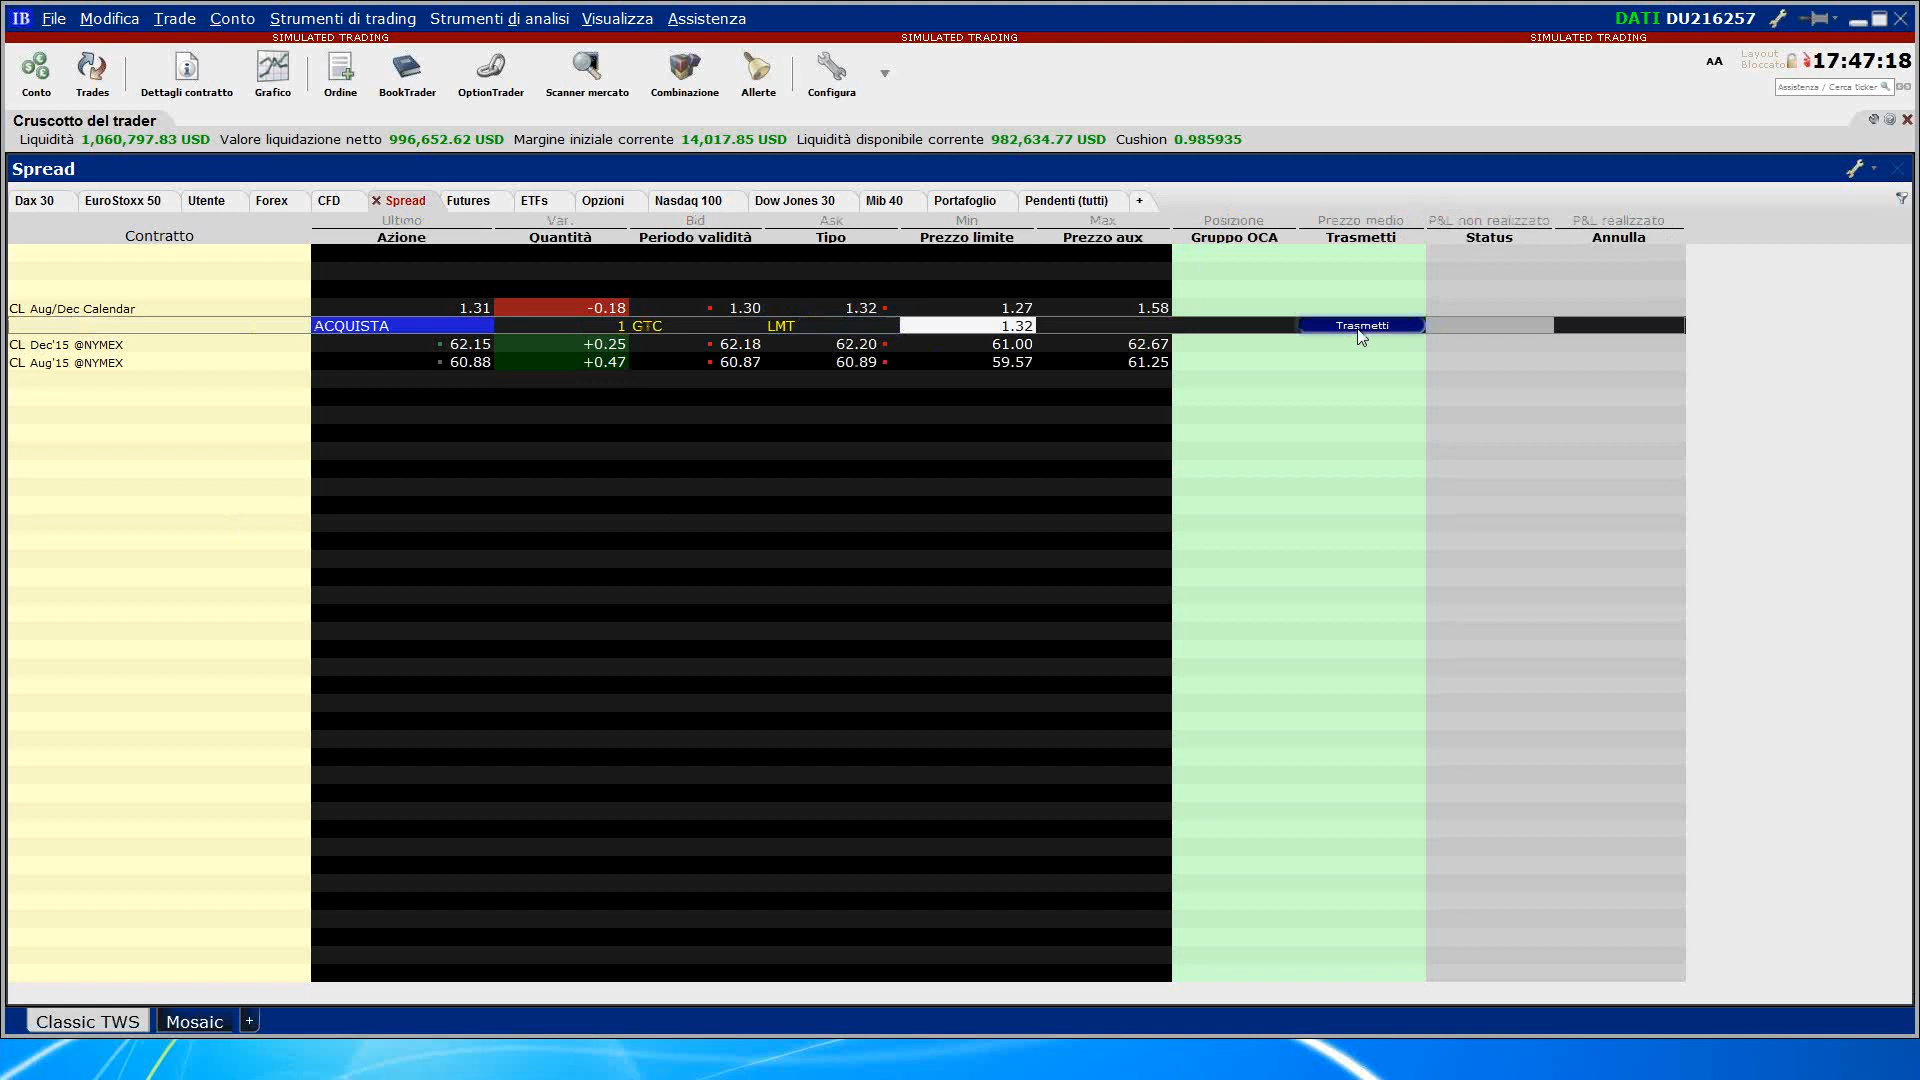 IB File Modifica Trade Conto Strumenti di trading Strumenti di analisi Visualizza Assistenza DATI DU216257
SIMULATED TRADING SIMULATED TRADING SIMULATED TRADING
Conto Trades Dettagli contratto Grafico Ordine BookTrader OptionTrader Scanner mercato Combinazione Allerte Configura
AA Layout Bloccato 17:47:18
Assistenza / Cerca ticker
Cruscotto del trader
Liquidità 1,060,797.83 USD Valore liquidazione netto 996,652.62 USD Margine iniziale corrente 14,017.85 USD Liquidità disponibile corrente 982,634.77 USD Cushion 0.985935
Spread
Dax 30 EuroStoxx 50 Utente Forex CFD Spread Futures ETFs Opzioni Nasdaq 100 Dow Jones 30 Mib 40 Portafoglio Pendenti (tutti) +
Ultimo Var. Bid Ask Min Max Posizione Prezzo medio P&L non realizzato P&L realizzato
Contratto Azione Quantità Periodo validità Tipo Prezzo limite Prezzo aux Gruppo OCA Trasmetti Status Annulla
CL Aug/Dec Calendar 1.31 -0.18 1.30 1.32 1.27 1.58
ACQUISTA 1 GTC LMT 1.32 Trasmetti
CL Dec'15 @NYMEX 62.15 +0.25 62.18 62.20 61.00 62.67
CL Aug'15 @NYMEX 60.88 +0.47 60.87 60.89 59.57 61.25
Classic TWS Mosaic +